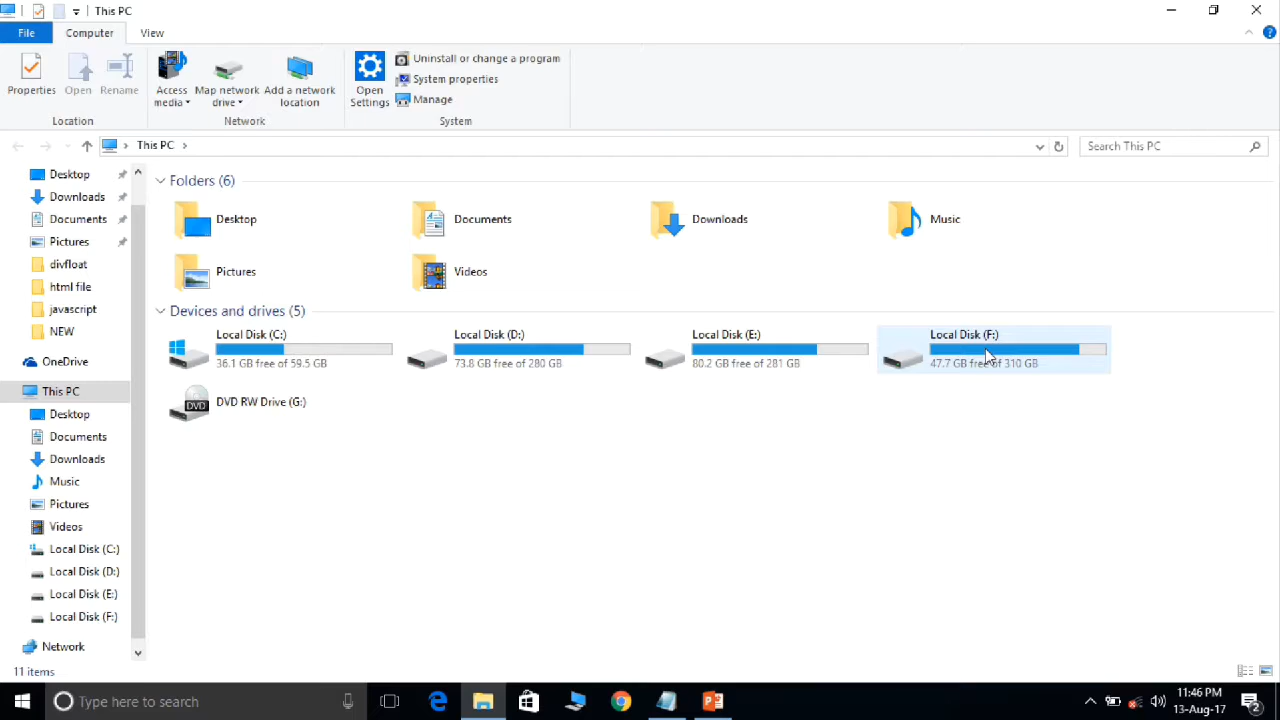 This PC
File Computer View
Properties Open Rename Access media Map network drive Add a network location Open Settings Uninstall or change a program
System properties
Manage
Location Network System
This PC Search This PC
Desktop
Downloads
Documents
Pictures
divfloat
html file
javascript
NEW
OneDrive
This PC
Desktop
Documents
Downloads
Music
Pictures
Videos
Local Disk (C:)
Local Disk (D:)
Local Disk (E:)
Local Disk (F:)
Network
Folders (6)
Desktop Documents Downloads Music
Pictures Videos
Devices and drives (5)
Local Disk (C:) Local Disk (D:) Local Disk (E:) Local Disk (F:)
36.1 GB free of 59.5 GB 73.8 GB free of 280 GB 80.2 GB free of 281 GB 47.7 GB free of 310 GB
DVD DVD RW Drive (G:)
11 items
Type here to search
11:46 PM
13-Aug-17
2